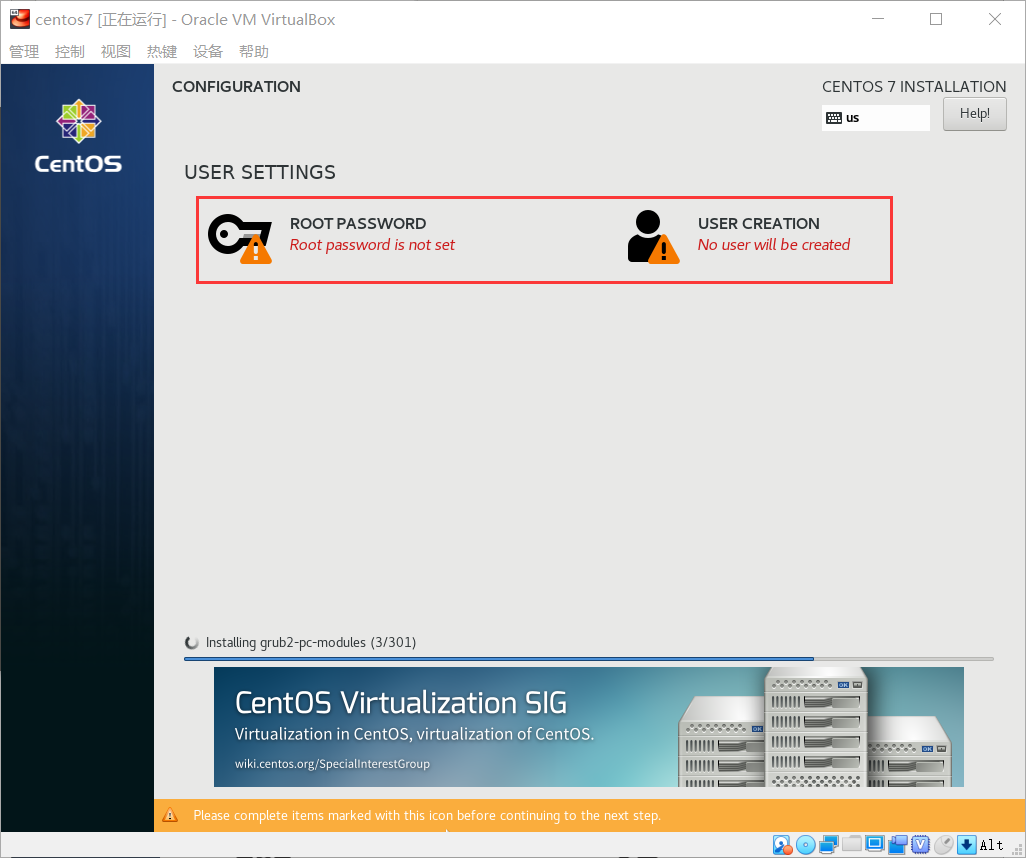 centos7 [正在运行] - Oracle VM VirtualBox
管理 控制 视图 热键 设备 帮助
CentOS
CONFIGURATION
CENTOS 7 INSTALLATION
us
Help!
USER SETTINGS
ROOT PASSWORD
Root password is not set
USER CREATION
No user will be created
Installing grub2-pc-modules (3/301)
CentOS Virtualization SIG
Virtualization in CentOS, virtualization of CentOS.
wiki.centos.org/SpecialInterestGroup
Please complete items marked with this icon before continuing to the next step.
Alt